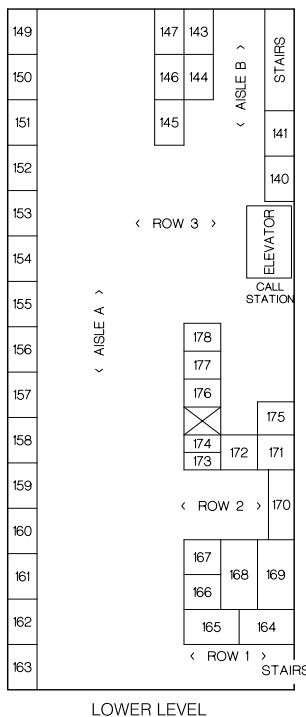 149 147 143 STAIRS
150 146 144 < AISLE B >
151 145 141
152 140
153 < ROW 3 > ELEVATOR
154
CALL
STATION
155 < AISLE A >
156 178
177
157 176
175
158 174 172 171
173
159 170
< ROW 2 >
160
161 167 168 169
166
162 165 164
< ROW 1 >
163 STAIRS
LOWER LEVEL